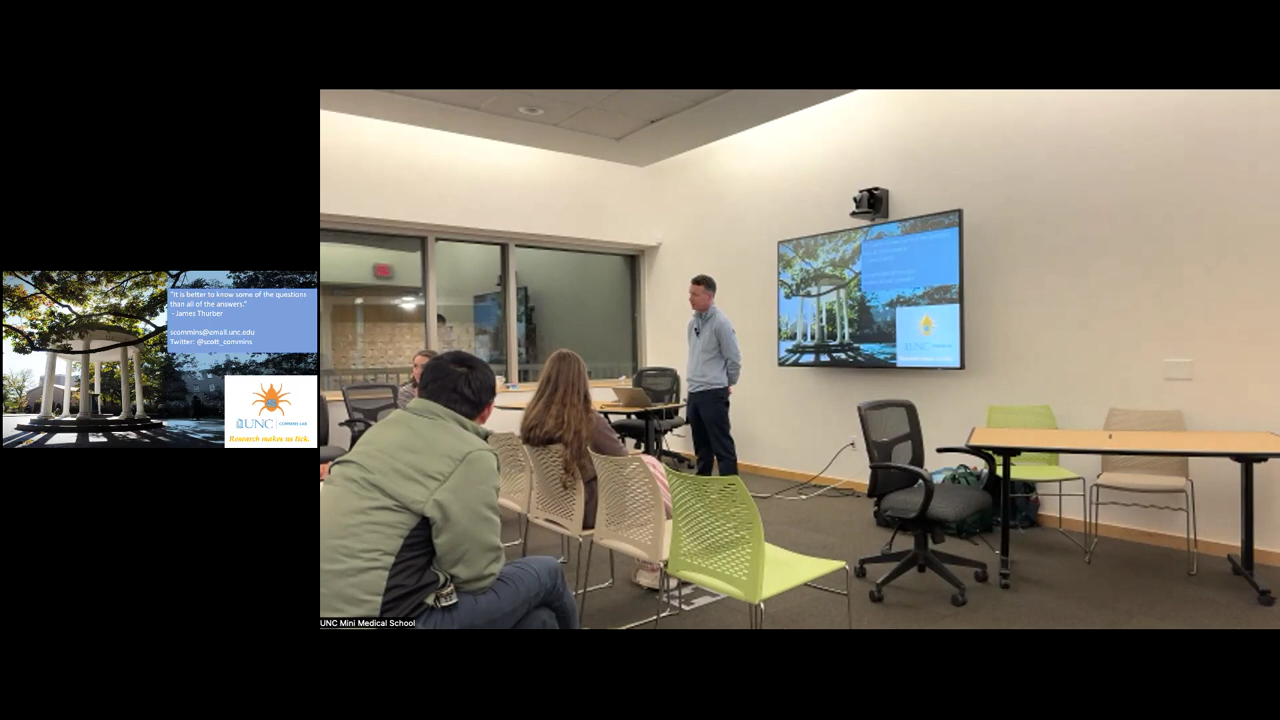 "It is better to know some of the questions
than all of the answers."
- James Thurber
scommins@email.unc.edu
Twitter: @scott_commins
UNC | COMMINS LAB
Research makes us tick.
UNC Mini Medical School